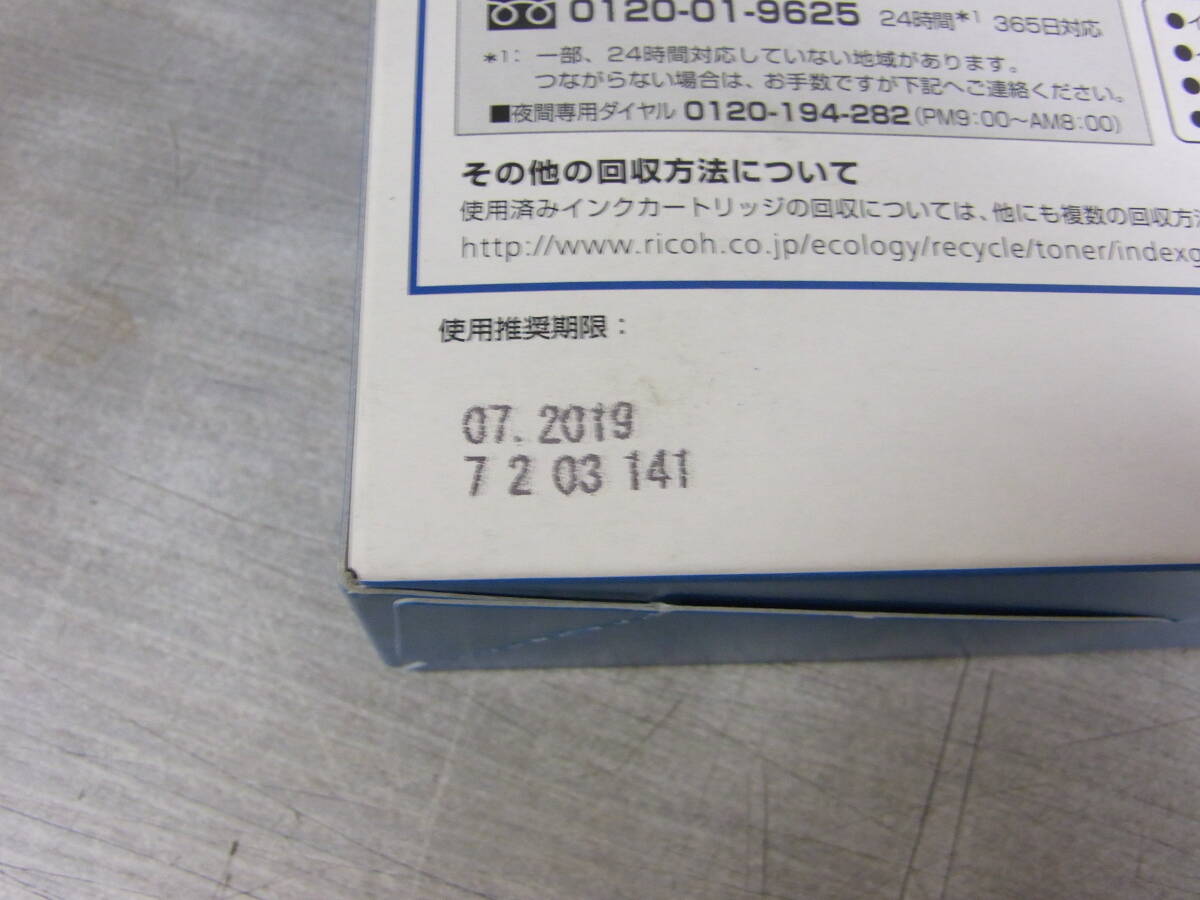 0120-01-9625 24時間*1 365日対応
*1: 一部、24時間対応していない地域があります。
つながらない場合は、お手数ですが下記へご連絡ください。
■夜間専用ダイヤル 0120-194-282(PM9:00〜AM8:00)
その他の回収方法について
使用済みインクカートリッジの回収については、他にも複数の回収方
http://www.ricoh.co.jp/ecology/recycle/toner/index
使用推奨期限:
07. 2019
7 2 03 141